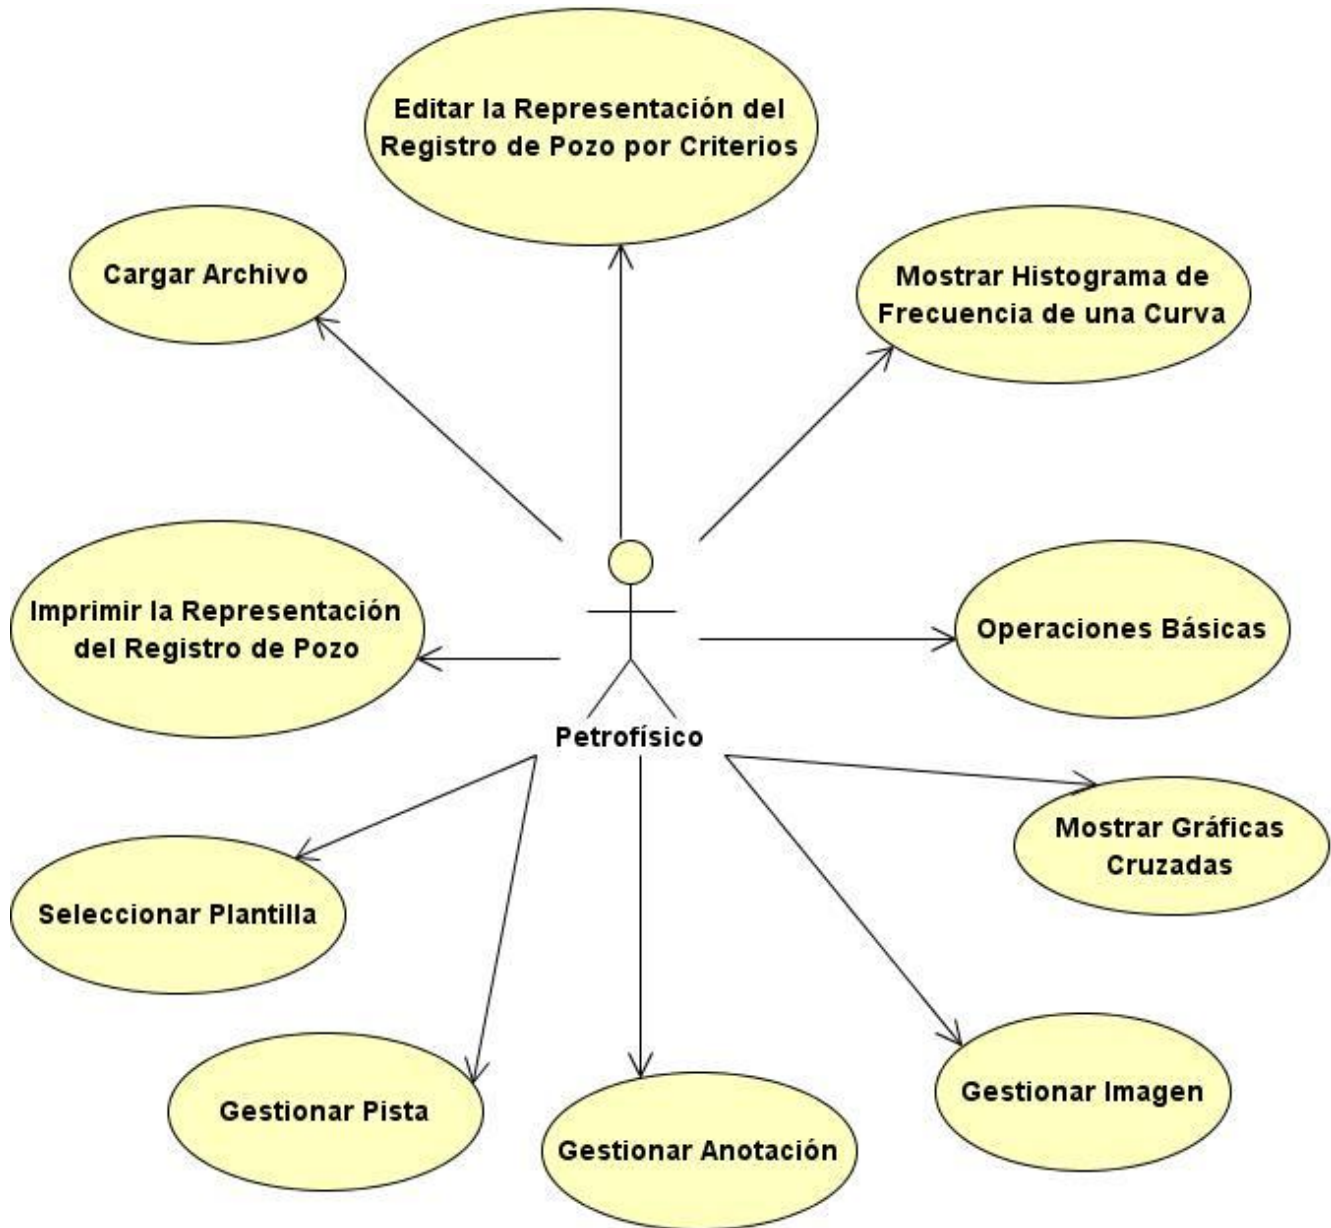 Editar la Representación del
Registro de Pozo por Criterios
Cargar Archivo
Mostrar Histograma de
Frecuencia de una Curva
Imprimir la Representación
del Registro de Pozo
Operaciones Básicas
Petrofísico
Mostrar Gráficas
Cruzadas
Seleccionar Plantilla
Gestionar Pista
Gestionar Anotación
Gestionar Imagen